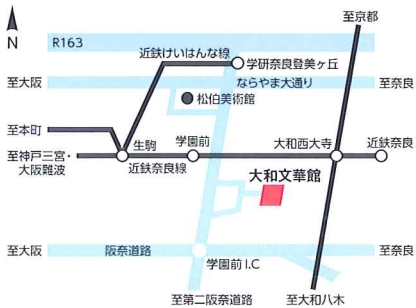 至京都
N
R163
近鉄けいはんな線
学研奈良登美ヶ丘
至大阪
ならやま大通り
至奈良
松伯美術館
至本町
生駒
学園前
大和西大寺
近鉄奈良
至神戸三宮・
大阪難波
近鉄奈良線
大和文華館
至大阪
阪奈道路
至奈良
学園前I.C
至第二阪奈道路
至大和八木